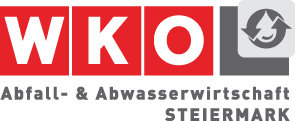 WKO
Abfall- & Abwasserwirtschaft
STEIERMARK